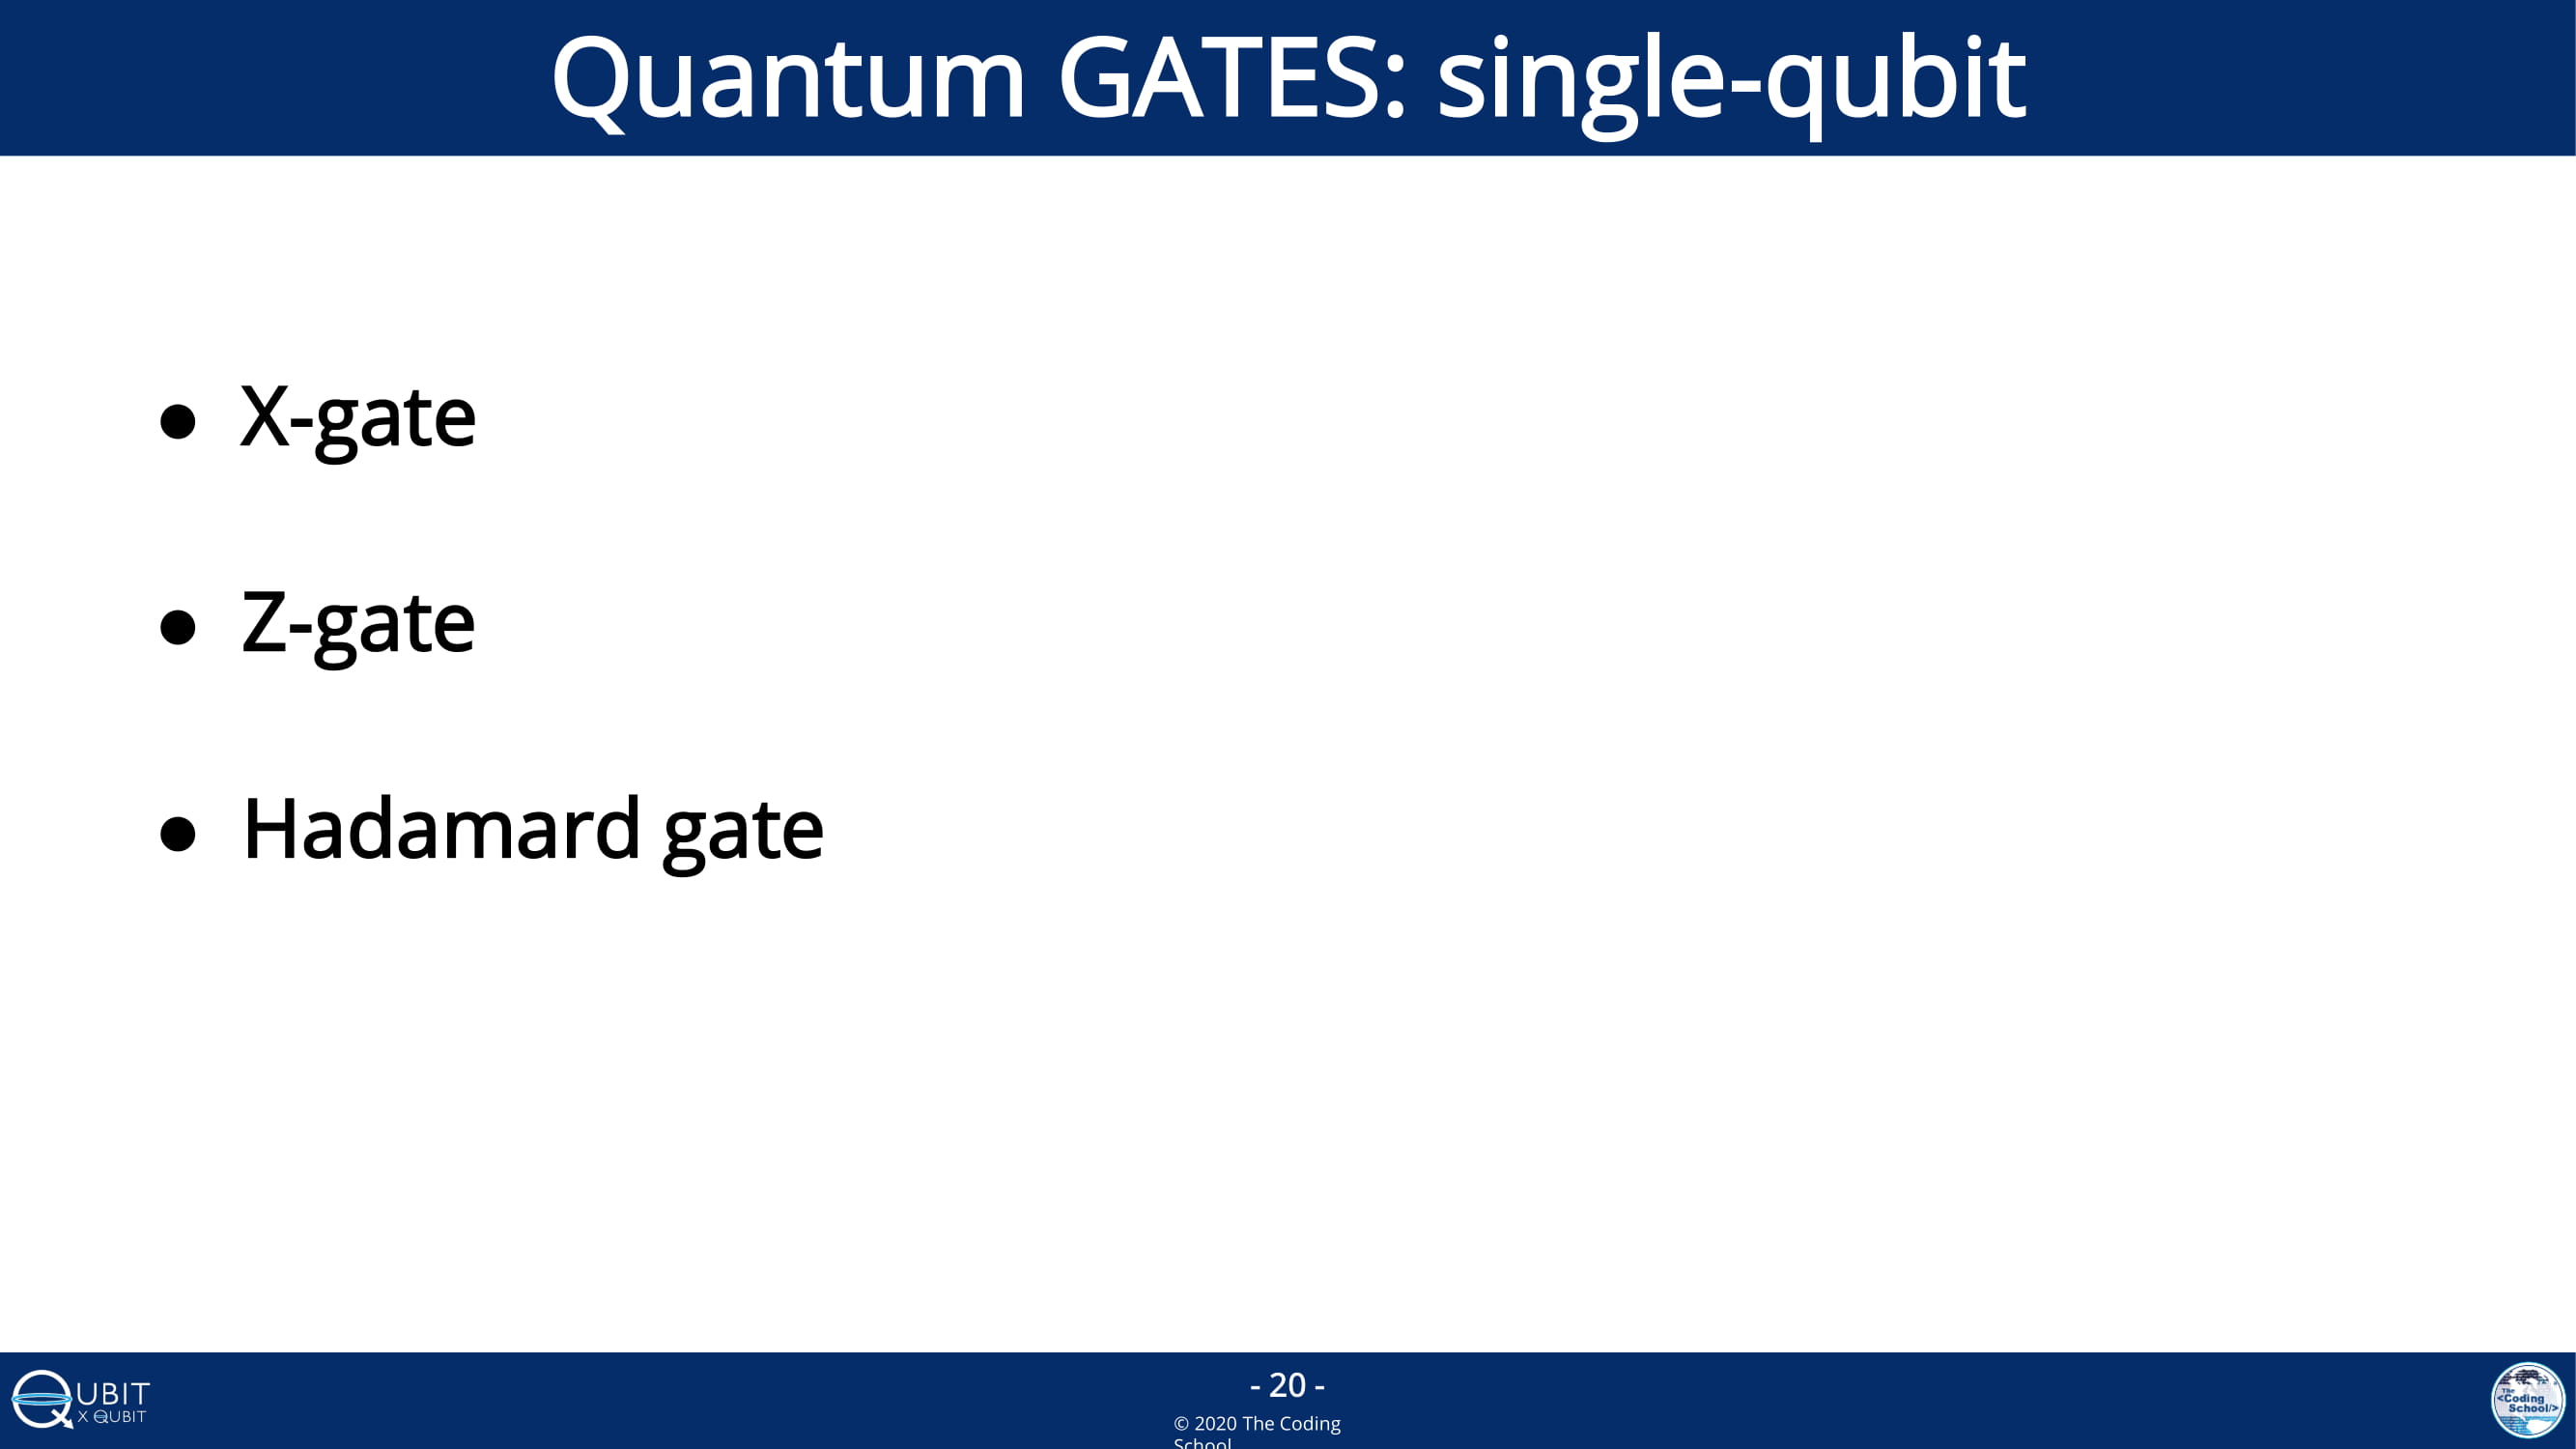 Quantum GATES: single-qubit
● X-gate
● Z-gate
● Hadamard gate
QUBIT
X QUBIT
- 20 -
© 2020 The Coding
School
The
<Coding
School/>